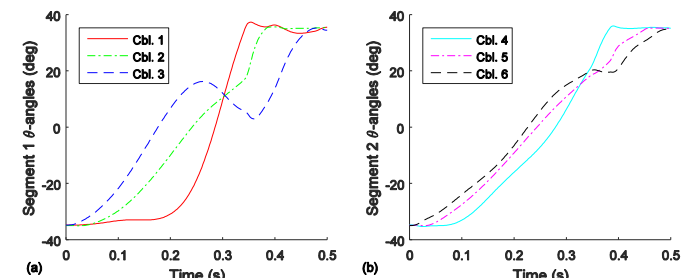 40
20
0
-20
-40
Segment 1 θ-angles (deg)
Cbl. 1
Cbl. 2
Cbl. 3
0
0.1
0.2
0.3
0.4
0.5
(a)
Time (s)
40
20
0
-20
-40
Segment 2 θ-angles (deg)
Cbl. 4
Cbl. 5
Cbl. 6
0
0.1
0.2
0.3
0.4
0.5
(b)
Time (s)